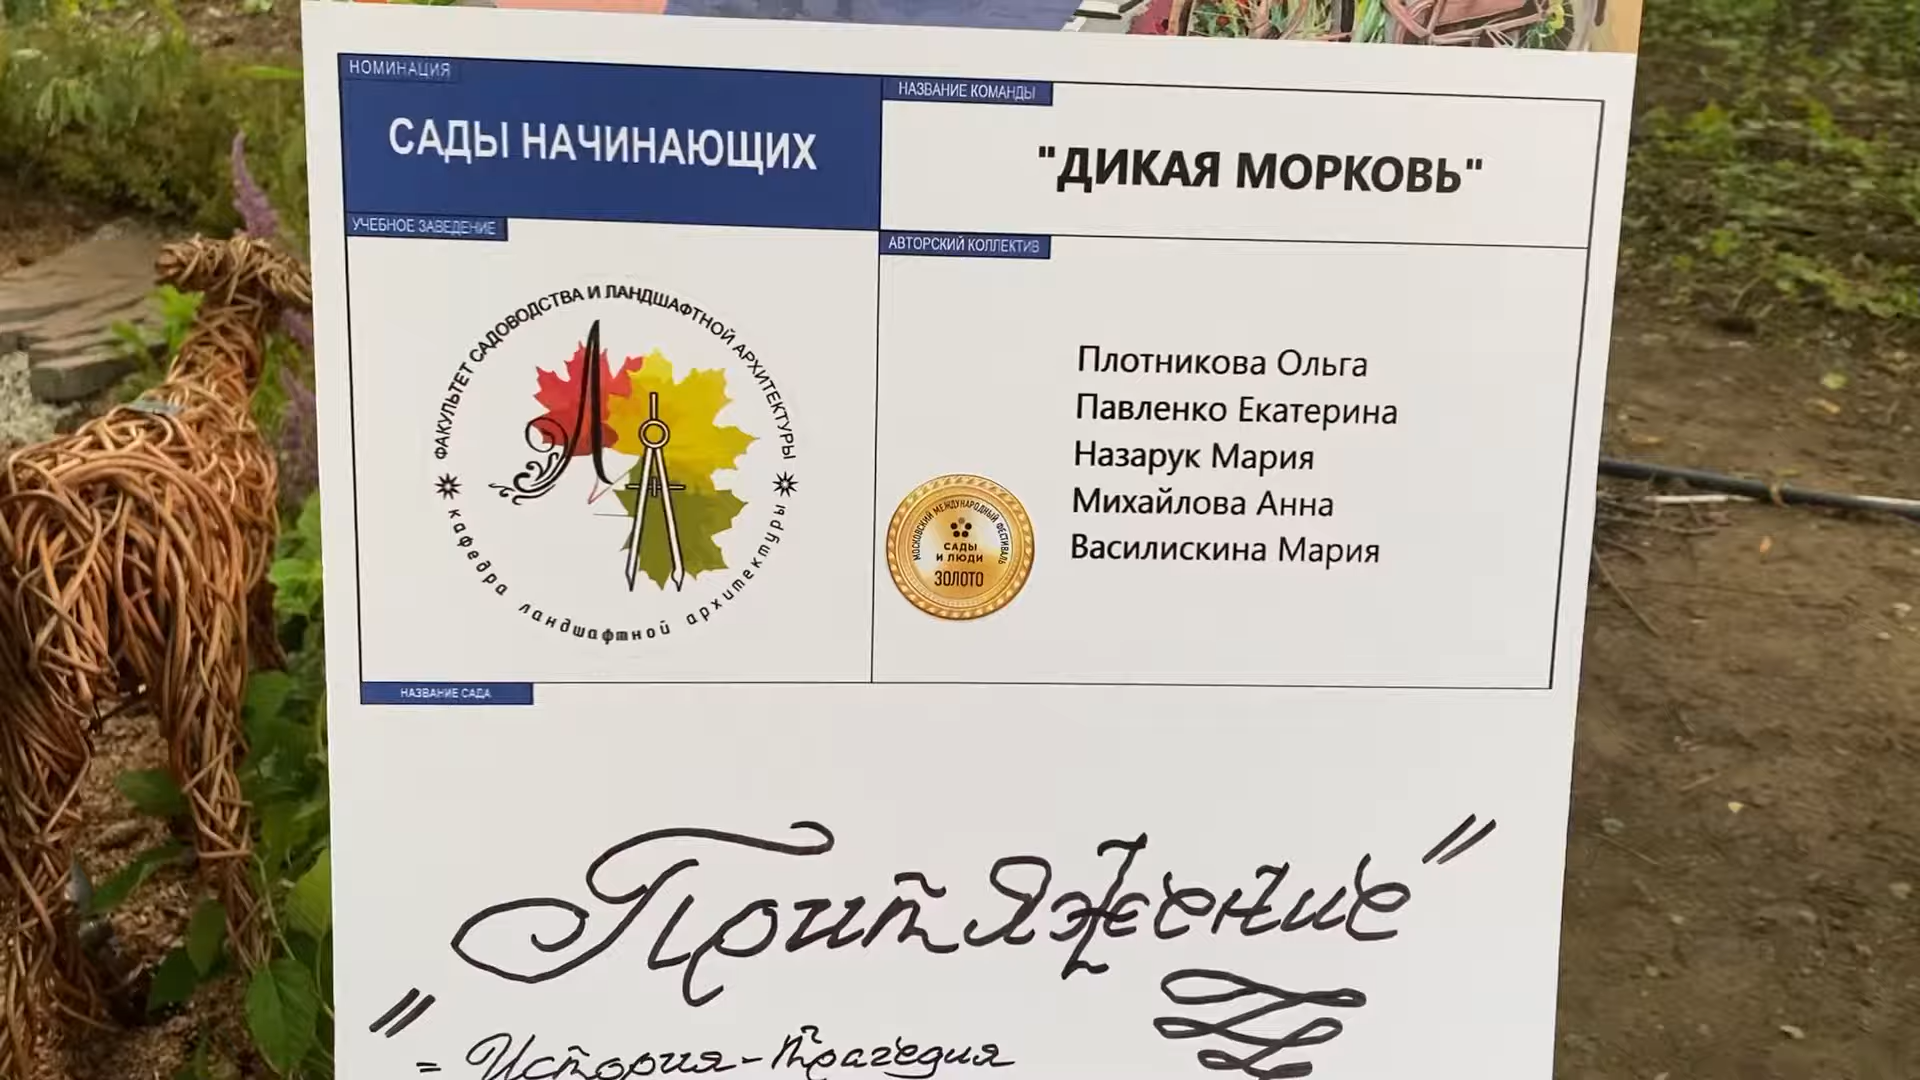 НОМИНАЦИЯ
САДЫ НАЧИНАЮЩИХ
НАЗВАНИЕ КОМАНДЫ
"ДИКАЯ МОРКОВЬ"
УЧЕБНОЕ ЗАВЕДЕНИЕ
ФАКУЛЬТЕТ САДОВОДСТВА И ЛАНДШАФТНОЙ АРХИТЕКТУРЫ
кафедра ландшафтной архитектуры
АВТОРСКИЙ КОЛЛЕКТИВ
Плотникова Ольга
Павленко Екатерина
Назарук Мария
Михайлова Анна
Василискина Мария
МОСКОВСКИЙ МЕЖДУНАРОДНЫЙ ФЕСТИВАЛЬ
САДЫ
И ЛЮДИ
ЗОЛОТО
НАЗВАНИЕ САДА
"ПритЯжение"
= История-трагедия